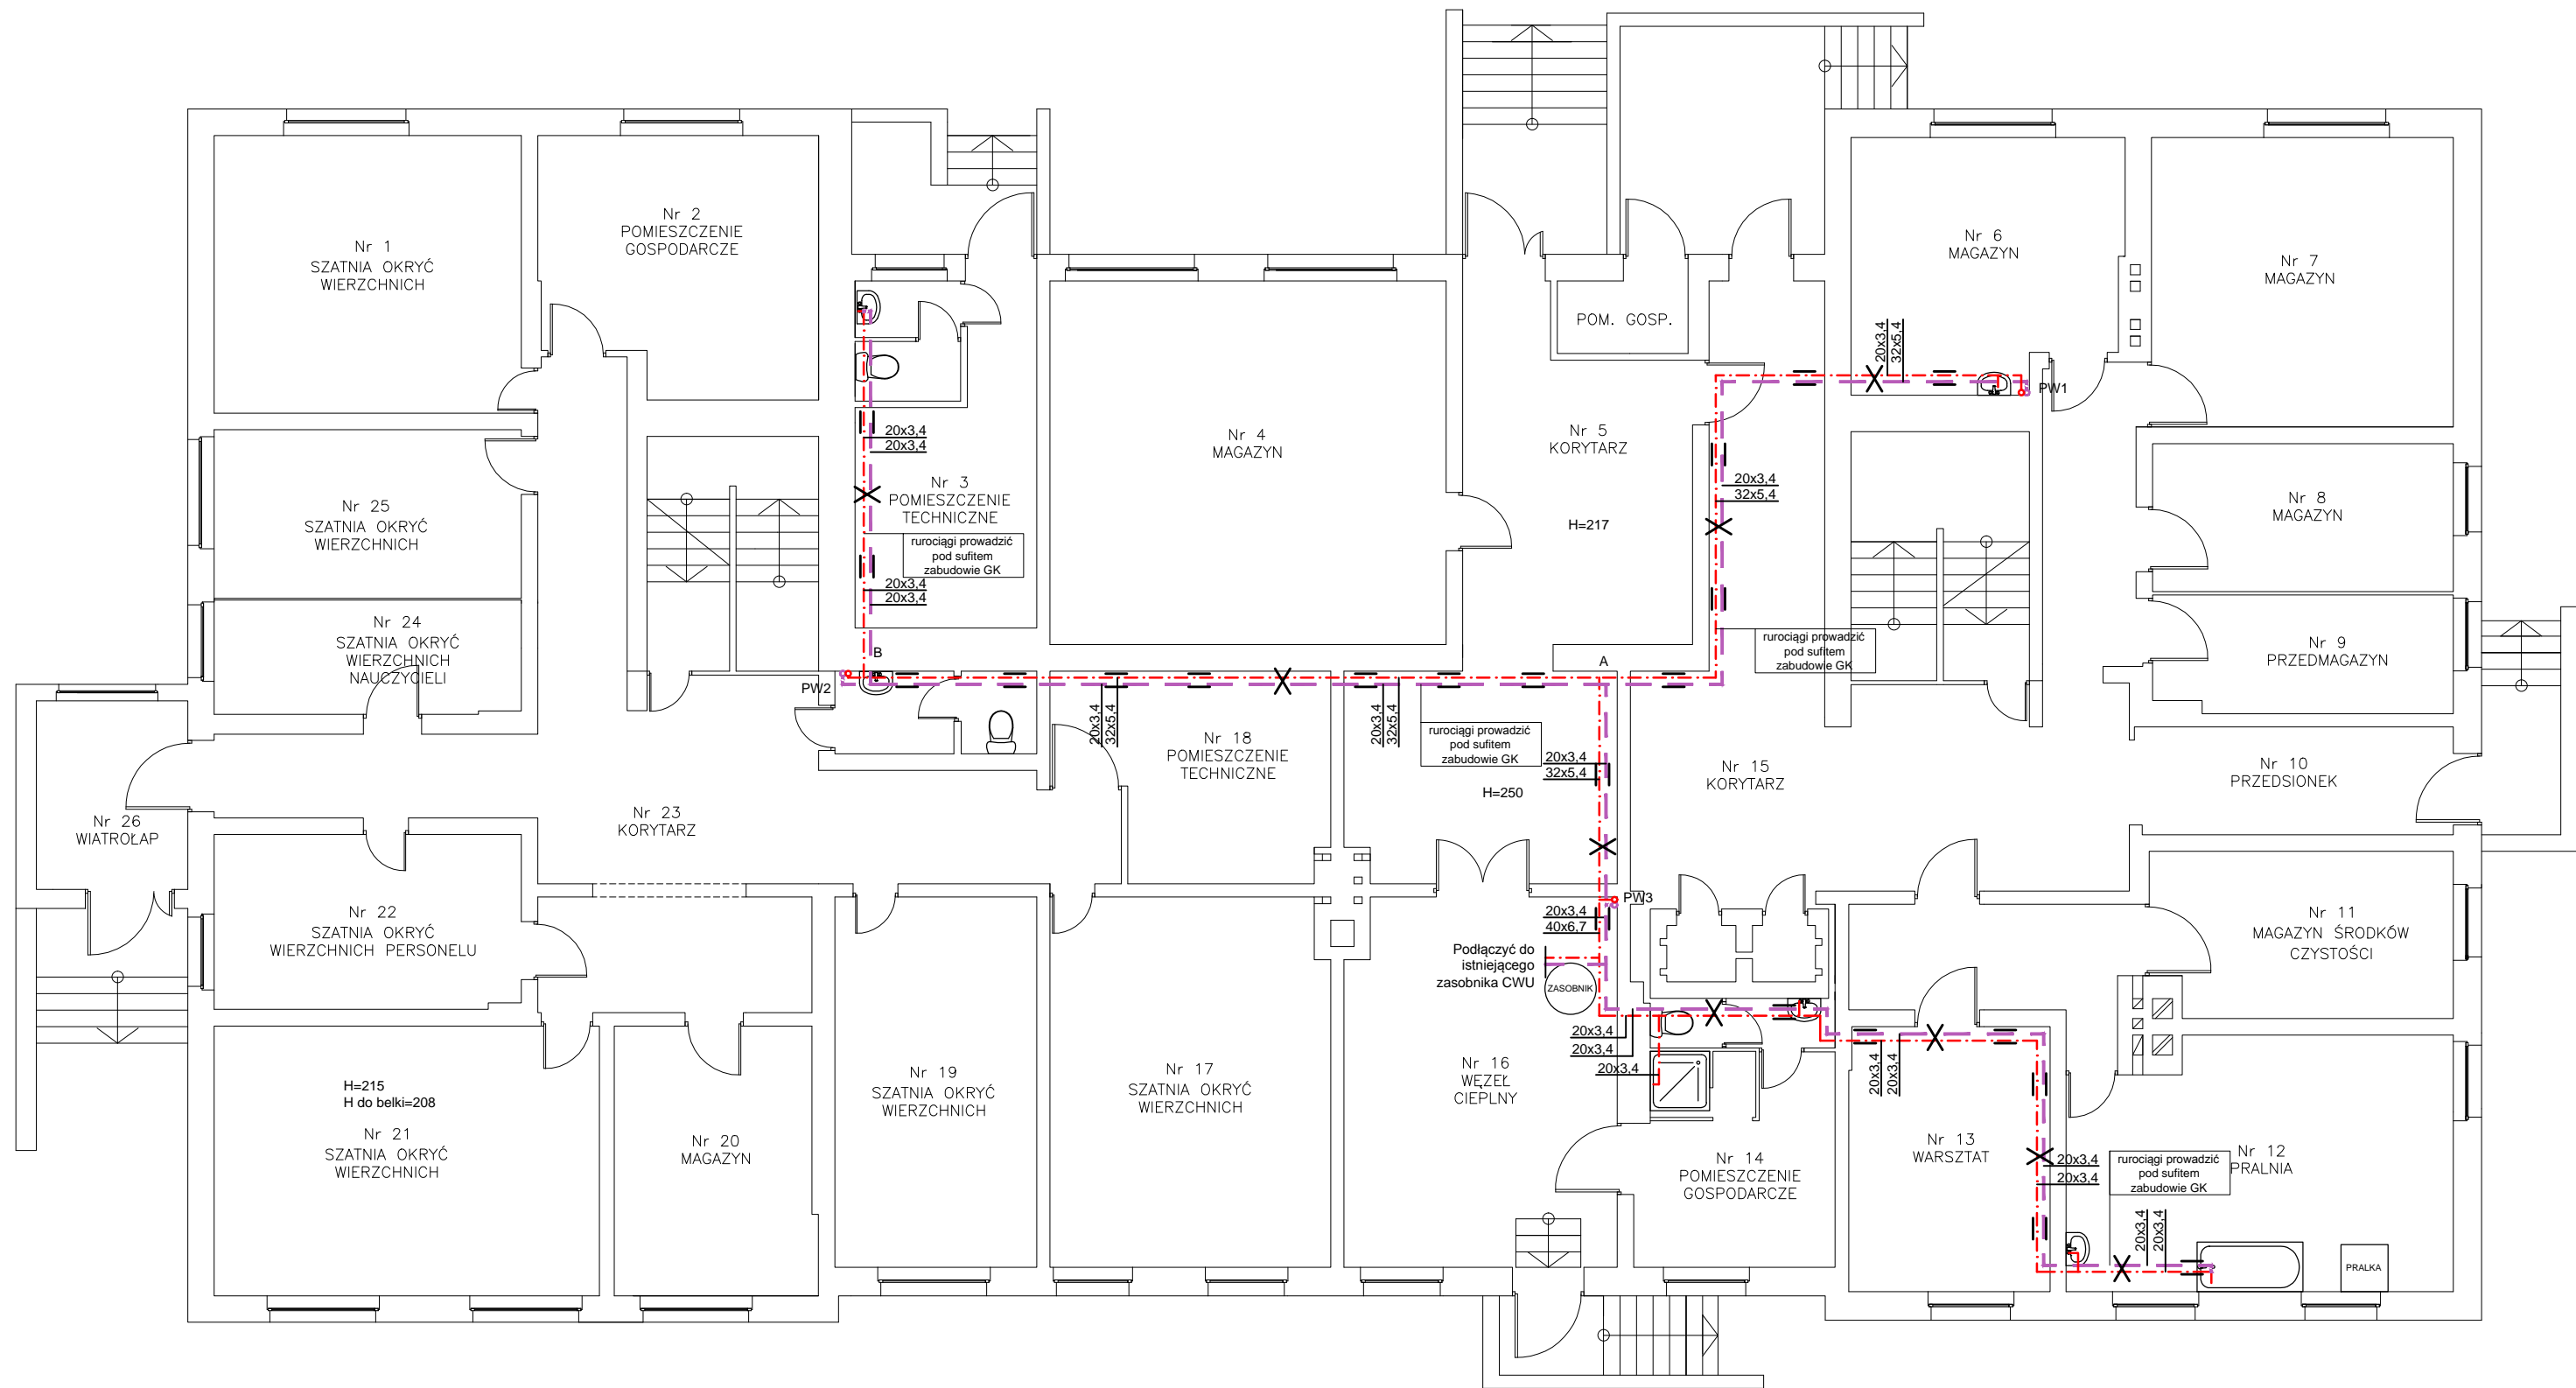 Nr 1
SZATNIA OKRYĆ
WIERZCHNICH
Nr 2
POMIESZCZENIE
GOSPODARCZE
Nr 25
SZATNIA OKRYĆ
WIERZCHNICH
Nr 24
SZATNIA OKRYĆ
WIERZCHNICH
NAUCZYCIELI
20x3,4
20x3,4
Nr 3
POMIESZCZENIE
TECHNICZNE
rurociągi prowadzić
pod sufitem
zabudowie GK
20x3,4
20x3,4
B
PW2
Nr 4
MAGAZYN
POM. GOSP.
Nr 5
KORYTARZ
H=217
20x3,4
32x5,4
rurociągi prowadzić
pod sufitem
zabudowie GK
A
Nr 6
MAGAZYN
20x3,4
32x5,4
PW1
Nr 7
MAGAZYN
Nr 8
MAGAZYN
Nr 9
PRZEDMAGAZYN
Nr 10
PRZEDSIONEK
Nr 26
WIATROŁAP
Nr 23
KORYTARZ
20x3,4
32x5,4
Nr 18
POMIESZCZENIE
TECHNICZNE
20x3,4
32x5,4
rurociągi prowadzić
pod sufitem
zabudowie GK
20x3,4
32x5,4
H=250
Nr 15
KORYTARZ
PW3
20x3,4
40x6,7
Podłączyć do
istniejącego
zasobnika CWU
ZASOBNIK
Nr 22
SZATNIA OKRYĆ
WIERZCHNICH PERSONELU
Nr 11
MAGAZYN ŚRODKÓW
CZYSTOŚCI
20x3,4
20x3,4
20x3,4
H=215
H do belki=208
Nr 21
SZATNIA OKRYĆ
WIERZCHNICH
Nr 20
MAGAZYN
Nr 19
SZATNIA OKRYĆ
WIERZCHNICH
Nr 17
SZATNIA OKRYĆ
WIERZCHNICH
Nr 16
WĘZEŁ
CIEPLNY
Nr 14
POMIESZCZENIE
GOSPODARCZE
20x3,4
20x3,4
Nr 13
WARSZTAT
20x3,4
20x3,4
rurociągi prowadzić
pod sufitem
zabudowie GK
Nr 12
PRALNIA
20x3,4
20x3,4
PRALKA